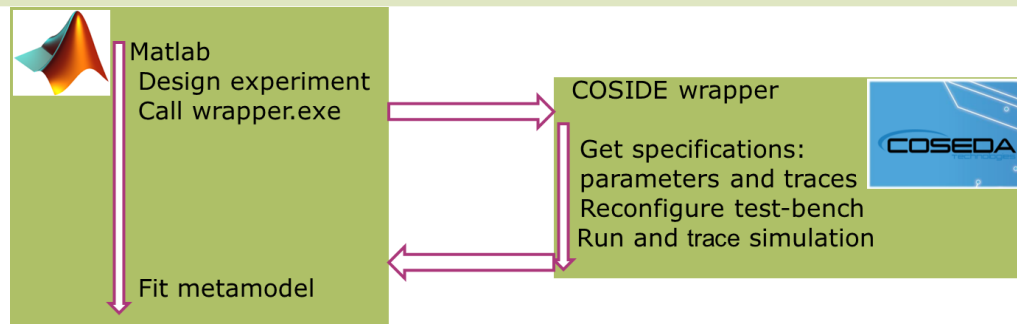 Matlab
Design experiment
Call wrapper.exe
Fit metamodel
COSIDE wrapper
Get specifications:
parameters and traces
Reconfigure test-bench
Run and trace simulation
COSEDA
technologies